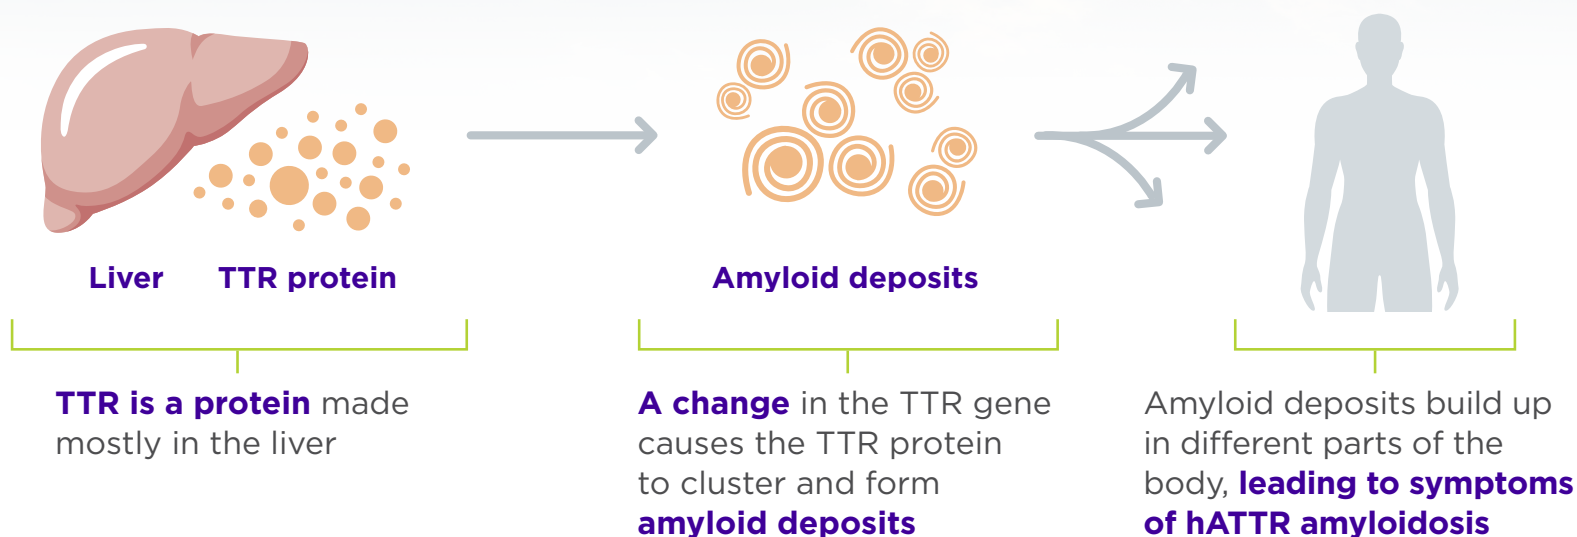 Liver
TTR protein
Amyloid deposits
TTR is a protein made
mostly in the liver
A change in the TTR gene
causes the TTR protein
to cluster and form
amyloid deposits
Amyloid deposits build up
in different parts of the
body, leading to symptoms
of hATTR amyloidosis